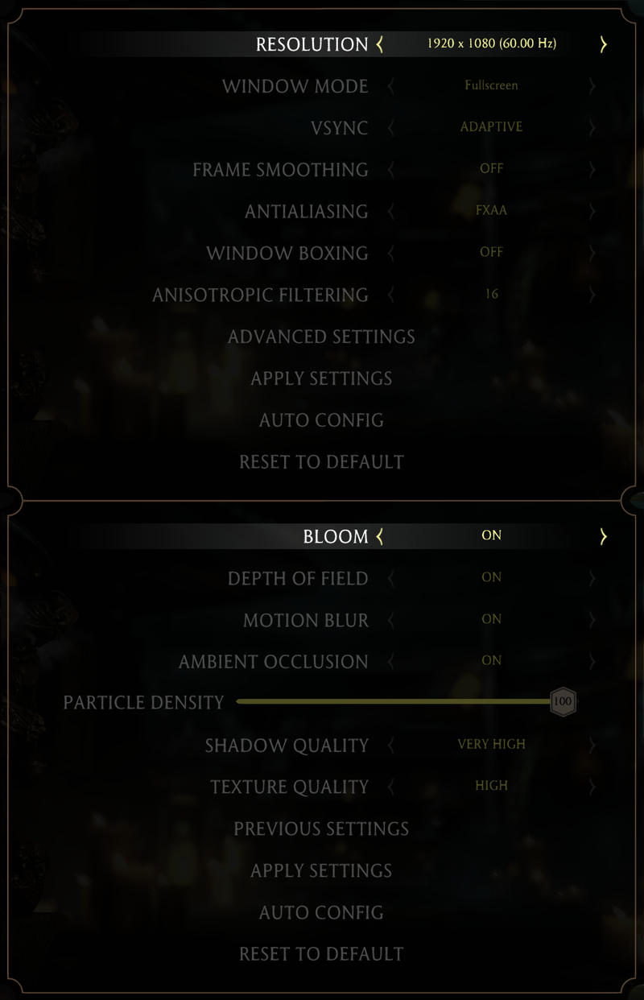 RESOLUTION 1920 x 1080 (60.00 Hz)
WINDOW MODE Fullscreen
VSYNC ADAPTIVE
FRAME SMOOTHING OFF
ANTIALIASING FXAA
WINDOW BOXING OFF
ANISOTROPIC FILTERING 16
ADVANCED SETTINGS
APPLY SETTINGS
AUTO CONFIG
RESET TO DEFAULT
BLOOM ON
DEPTH OF FIELD ON
MOTION BLUR ON
AMBIENT OCCLUSION ON
PARTICLE DENSITY 100
SHADOW QUALITY VERY HIGH
TEXTURE QUALITY HIGH
PREVIOUS SETTINGS
APPLY SETTINGS
AUTO CONFIG
RESET TO DEFAULT